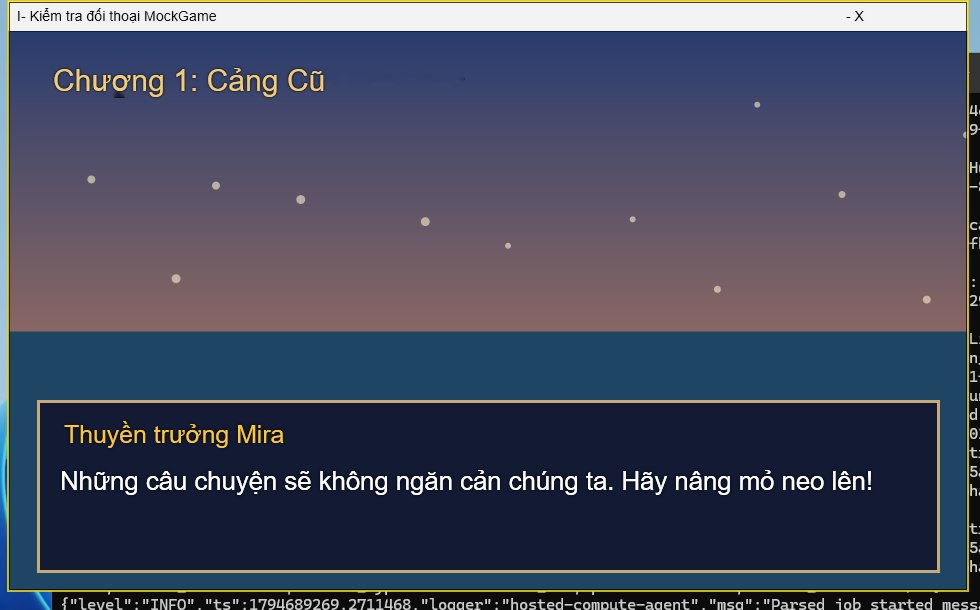 I- Kiểm tra đối thoại MockGame - X
Chương 1: Cảng Cũ
Thuyền trưởng Mira
Những câu chuyện sẽ không ngăn cản chúng ta. Hãy nâng mỏ neo lên!
{"level":"INFO","ts":1794689269.2711468,"logger":"hosted-compute-agent","msg":"Parsed job started mes